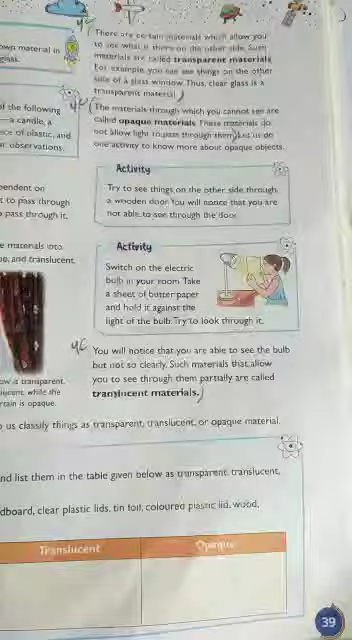 There are certain materials which allow you
to see what is there on the other side. Such
materials are called transparent materials.
For example, you can see things on the other
side of a glass window. Thus, clear glass is a
transparent material.
(The materials through which you cannot see are
called opaque materials. These materials do
not allow light to pass through them.) Let us do
one activity to know more about opaque objects.
own material in
glass.
of the following
—a candle, a
piece of plastic, and
ur observations.
Activity
Try to see things on the other side through
a wooden door. You will notice that you are
not able to see through the door.
pendent on
t to pass through
pass through it.
e materials into
and translucent.
Activity
Switch on the electric
bulb in your room. Take
a sheet of butter paper
and hold it against the
light of the bulb. Try to look through it.
You will notice that you are able to see the bulb
but not so clearly. Such materials that allow
you to see through them partially are called
translucent materials.)
ow is transparent,
lucent, while the
rtain is opaque.
us classify things as transparent, translucent, or opaque material.
nd list them in the table given below as transparent, translucent,
dboard, clear plastic lids, tin foil, coloured plastic lid, wood,
Translucent Opaque
39